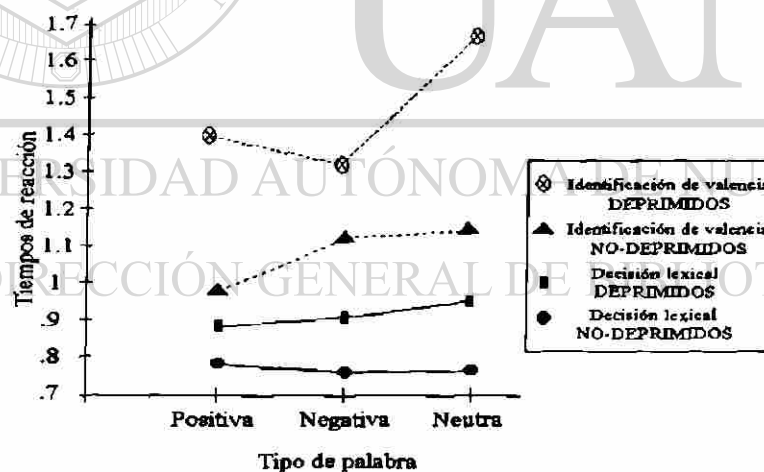 UAN
1.7
1.6
1.5
1.4
1.3
1.2
1.1
1
.9
.8
.7
Tiempos de reacción
Positiva Negativa Neutra
Tipo de palabra
Identificación de valencia
DEPRIMIDOS
Identificación de valencia
NO-DEPRIMIDOS
Decisión lexical
DEPRIMIDOS
Decisión lexical
NO-DEPRIMIDOS
ERSIDAD AUTÓNOMA DE NU
DIRECCIÓN GENERAL DE BIBLIOT